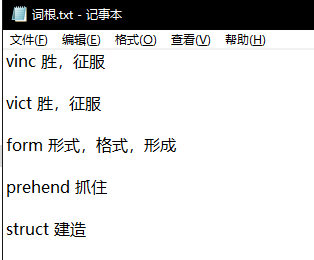 词根.txt - 记事本
文件(F) 编辑(E) 格式(O) 查看(V) 帮助(H)
vinc 胜，征服
vict 胜，征服
form 形式，格式，形成
prehend 抓住
struct 建造